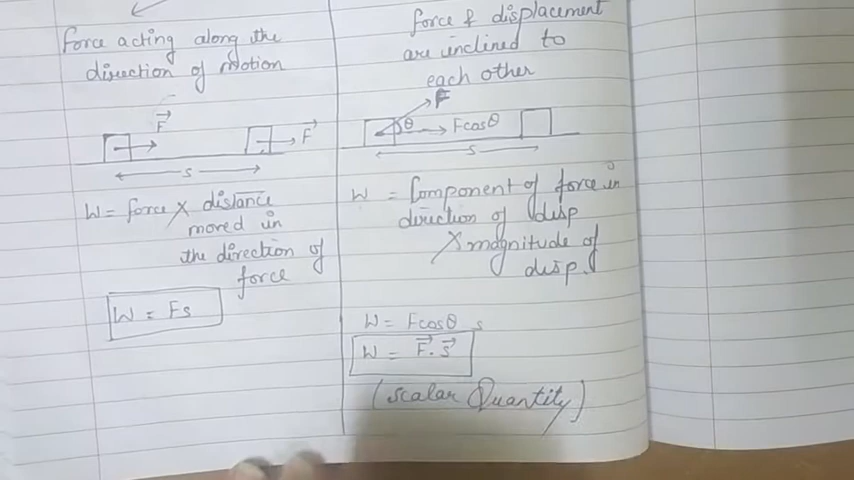 Force acting along the
direction of motion
F→
F→
s
W = force × distance
moved in
the direction of
force
W = Fs
force & displacement
are inclined to
each other
F
θ
Fcosθ
s
W = Component of force in
direction of disp
× magnitude of
disp.
W = Fcosθ s
W = F→ . s→
(Scalar Quantity)